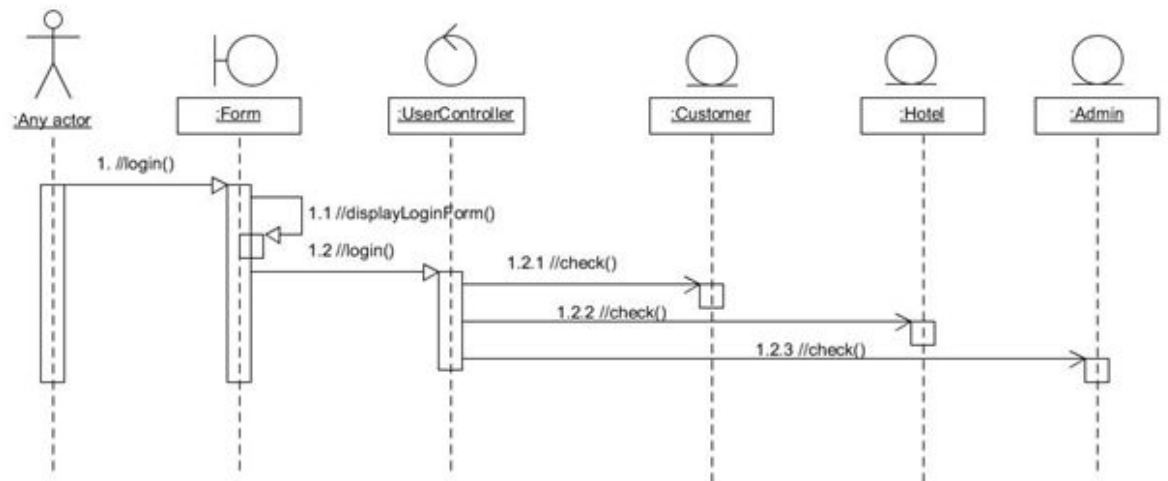 :Any actor
:Form
:UserController
:Customer
:Hotel
:Admin
1. //login()
1.1 //displayLoginForm()
1.2 //login()
1.2.1 //check()
1.2.2 //check()
1.2.3 //check()